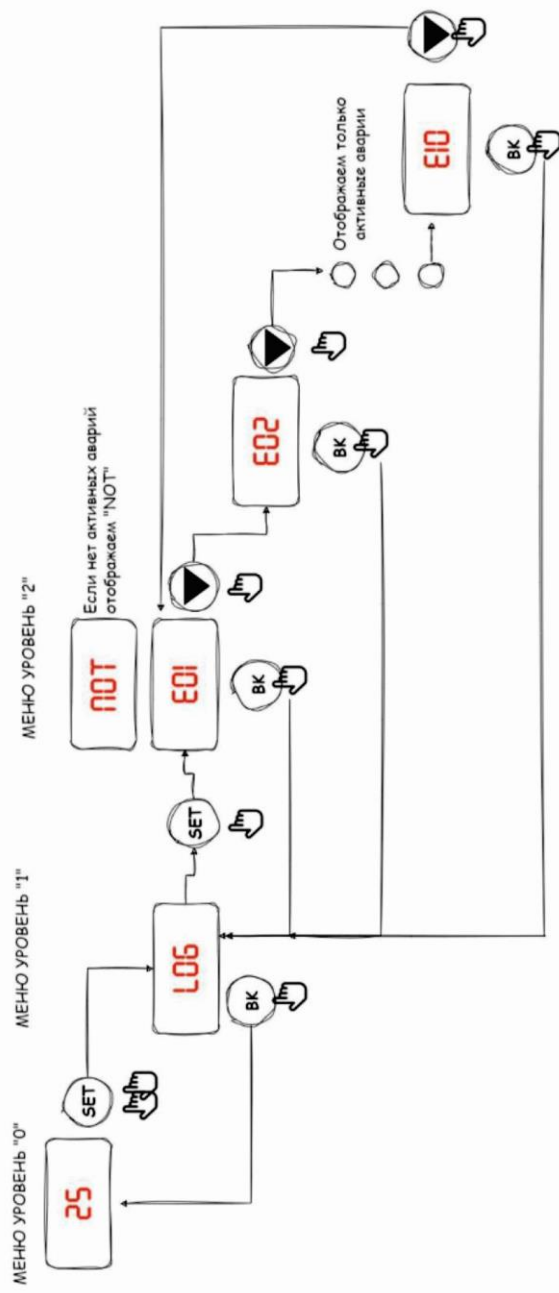 МЕНЮ УРОВЕНЬ "0"
МЕНЮ УРОВЕНЬ "1"
МЕНЮ УРОВЕНЬ "2"
25
SET
LOG
BK
SET
NOT
Если нет активных аварий
отображаем "NOT"
E01
BK
E02
BK
Отображаем только
активные аварии
E10
BK